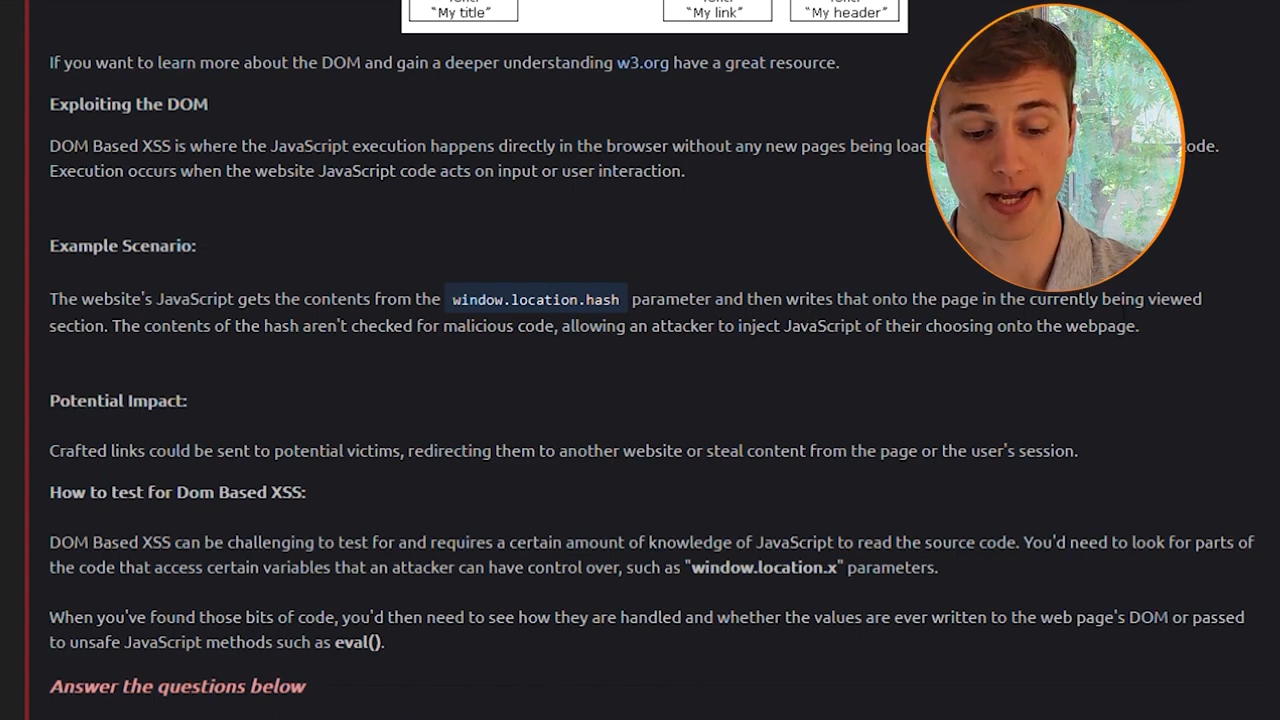 "My title"
"My link"
"My header"
If you want to learn more about the DOM and gain a deeper understanding w3.org have a great resource.
Exploiting the DOM
DOM Based XSS is where the JavaScript execution happens directly in the browser without any new pages being
Execution occurs when the website JavaScript code acts on input or user interaction.
Example Scenario:
The website's JavaScript gets the contents from the window.location.hash parameter and then writes that onto the page in the currently being viewed
section. The contents of the hash aren't checked for malicious code, allowing an attacker to inject JavaScript of their choosing onto the webpage.
Potential Impact:
Crafted links could be sent to potential victims, redirecting them to another website or steal content from the page or the user's session.
How to test for Dom Based XSS:
DOM Based XSS can be challenging to test for and requires a certain amount of knowledge of JavaScript to read the source code. You'd need to look for parts of
the code that access certain variables that an attacker can have control over, such as "window.location.x" parameters.
When you've found those bits of code, you'd then need to see how they are handled and whether the values are ever written to the web page's DOM or passed
to unsafe JavaScript methods such as eval().
Answer the questions below